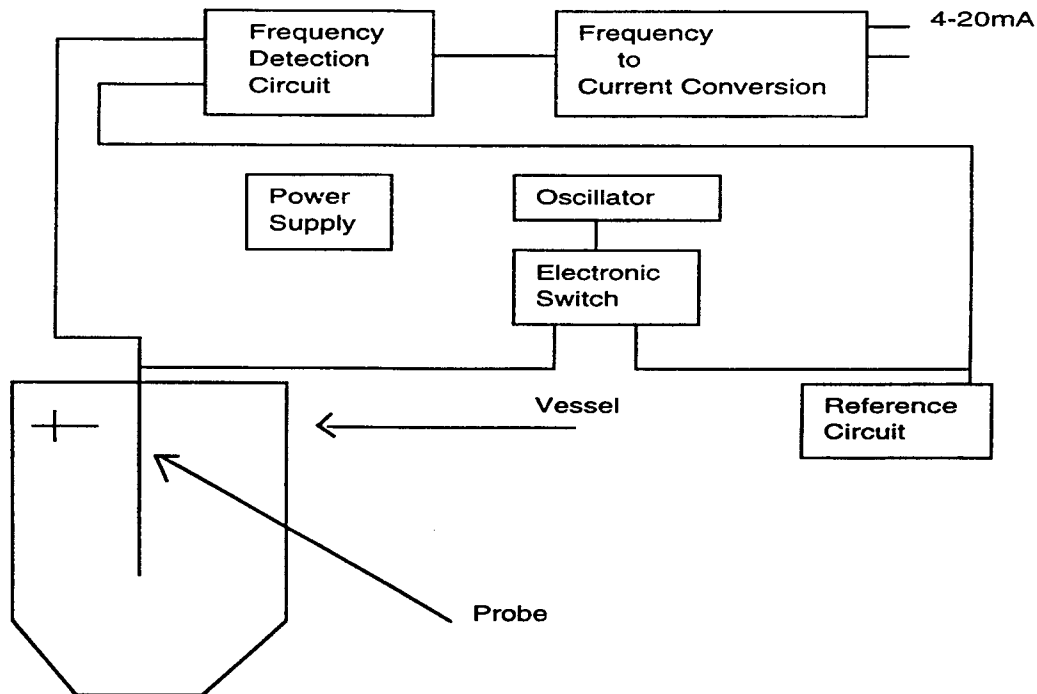 Frequency
Detection
Circuit
Frequency
to
Current Conversion
4-20mA
Power
Supply
Oscillator
Electronic
Switch
Vessel
Reference
Circuit
Probe